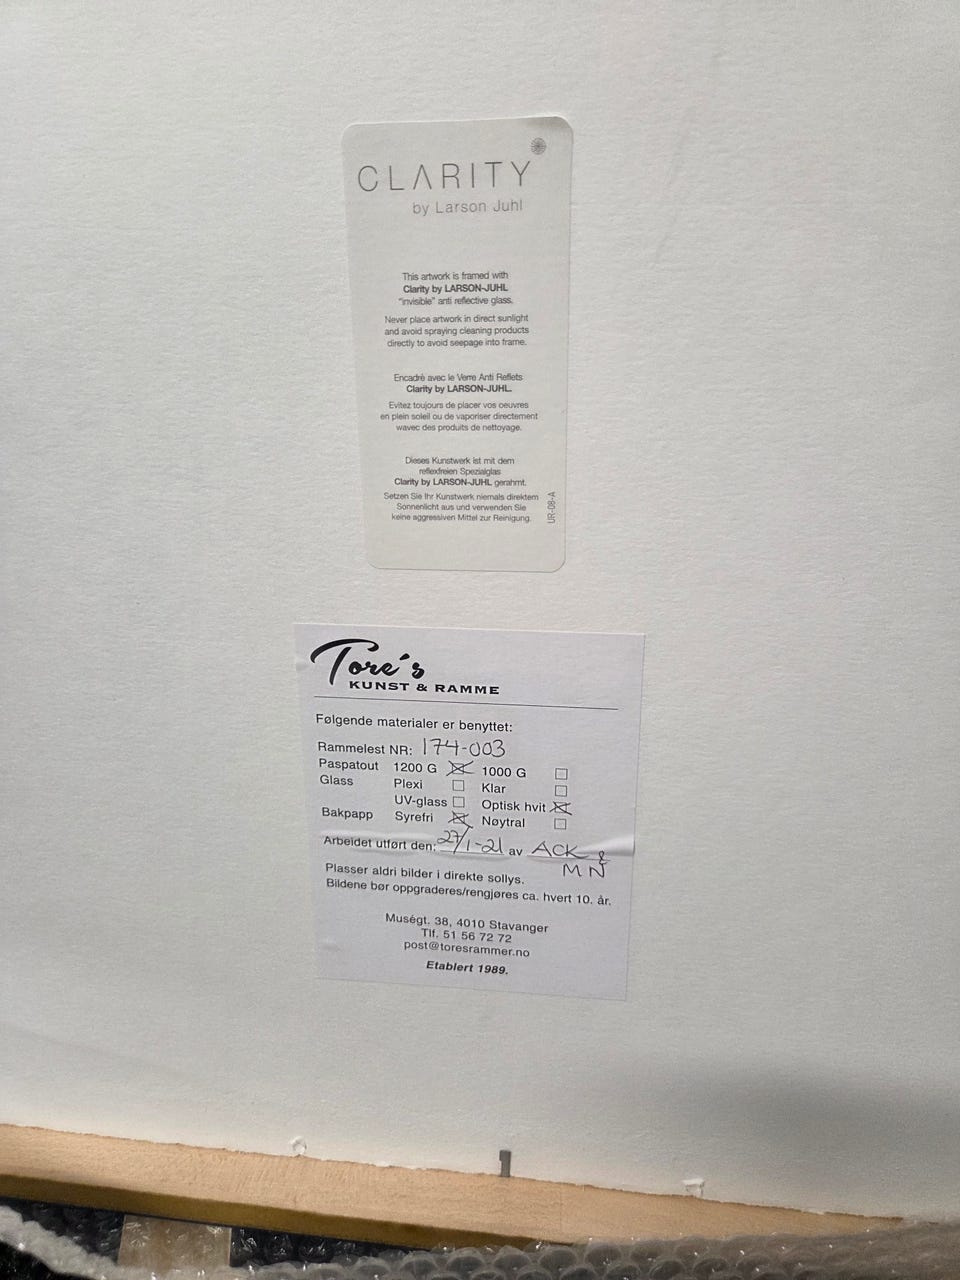 CLARITY
by Larson Juhl
This artwork is framed with
Clarity by LARSON-JUHL
"invisible" anti reflective glass.
Never place artwork in direct sunlight
and avoid spraying cleaning products
directly to avoid seepage into frame.
Encadrè avec le Verre Anti Reflets
Clarity by LARSON-JUHL.
Evitez toujours de placer vos oeuvres
en plein soleil ou de vaporiser directement
wavec des produits de nettoyage.
Dieses Kunstwerk ist mit dem
reflexfreien Spezialglas
Clarity by LARSON-JUHL gerahmt.
Setzen Sie Ihr Kunstwerk niemals direktem
Sonnenlicht aus und verwenden Sie
keine aggressiven Mittel zur Reinigung.
UR-08-A
Tore's
KUNST & RAMME
Følgende materialer er benyttet:
Rammelest NR: 174-003
Paspatout 1200 G 1000 G
Glass Plexi Klar
UV-glass Optisk hvit
Bakpapp Syrefri Nøytral
Arbeidet utført den: 27/1-21 av ACK &
MN
Plasser aldri bilder i direkte sollys.
Bildene bør oppgraderes/rengjøres ca. hvert 10. år.
Muségt. 38, 4010 Stavanger
Tlf. 51 56 72 72
post@toresrammer.no
Etablert 1989.